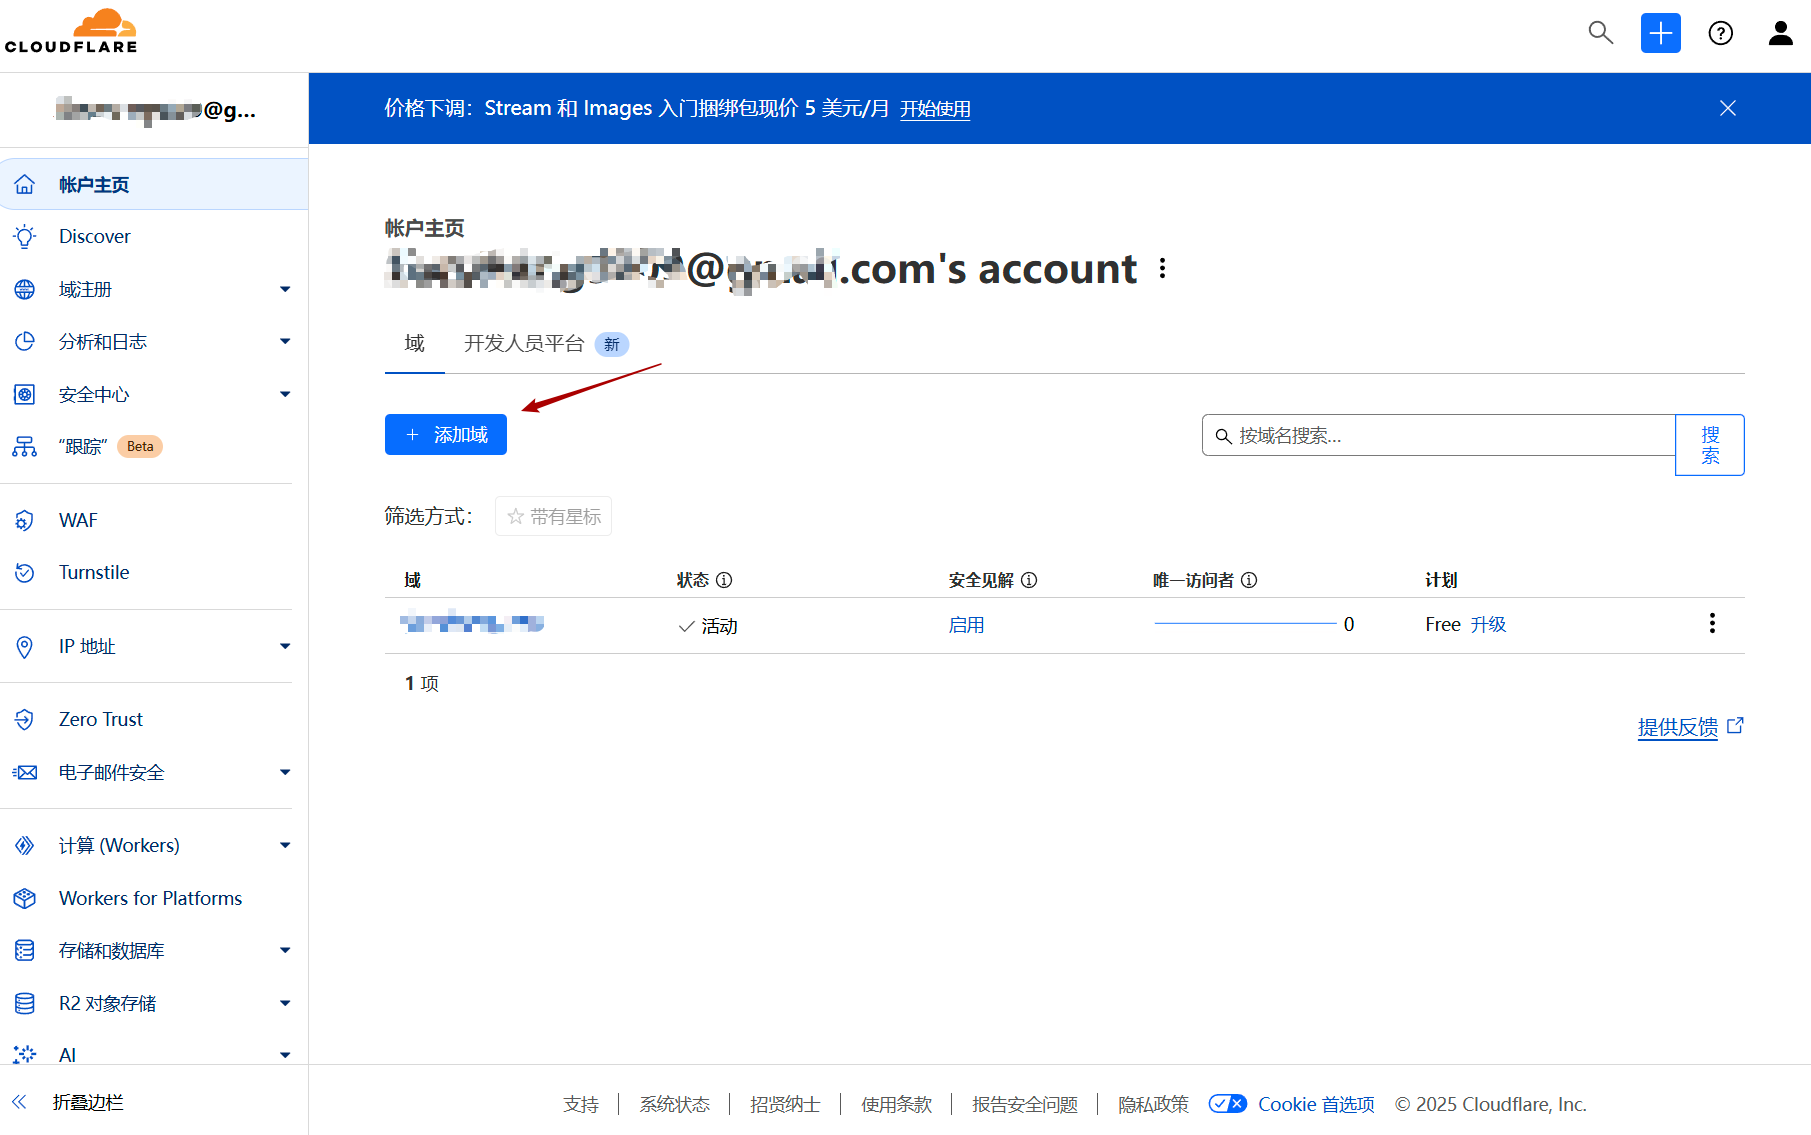 CLOUDFLARE
@g...
价格下调：Stream 和 Images 入门捆绑包现价 5 美元/月 开始使用
帐户主页
Discover
域注册
分析和日志
安全中心
“跟踪” Beta
WAF
Turnstile
IP 地址
Zero Trust
电子邮件安全
计算 (Workers)
Workers for Platforms
存储和数据库
R2 对象存储
AI
折叠边栏
帐户主页
.com's account
域 开发人员平台 新
+ 添加域
按域名搜索...
搜
索
筛选方式： 带有星标
域 状态 安全见解 唯一访问者 计划
活动 启用 0 Free 升级
1 项
提供反馈
支持 系统状态 招贤纳士 使用条款 报告安全问题 隐私政策 Cookie 首选项 © 2025 Cloudflare, Inc.